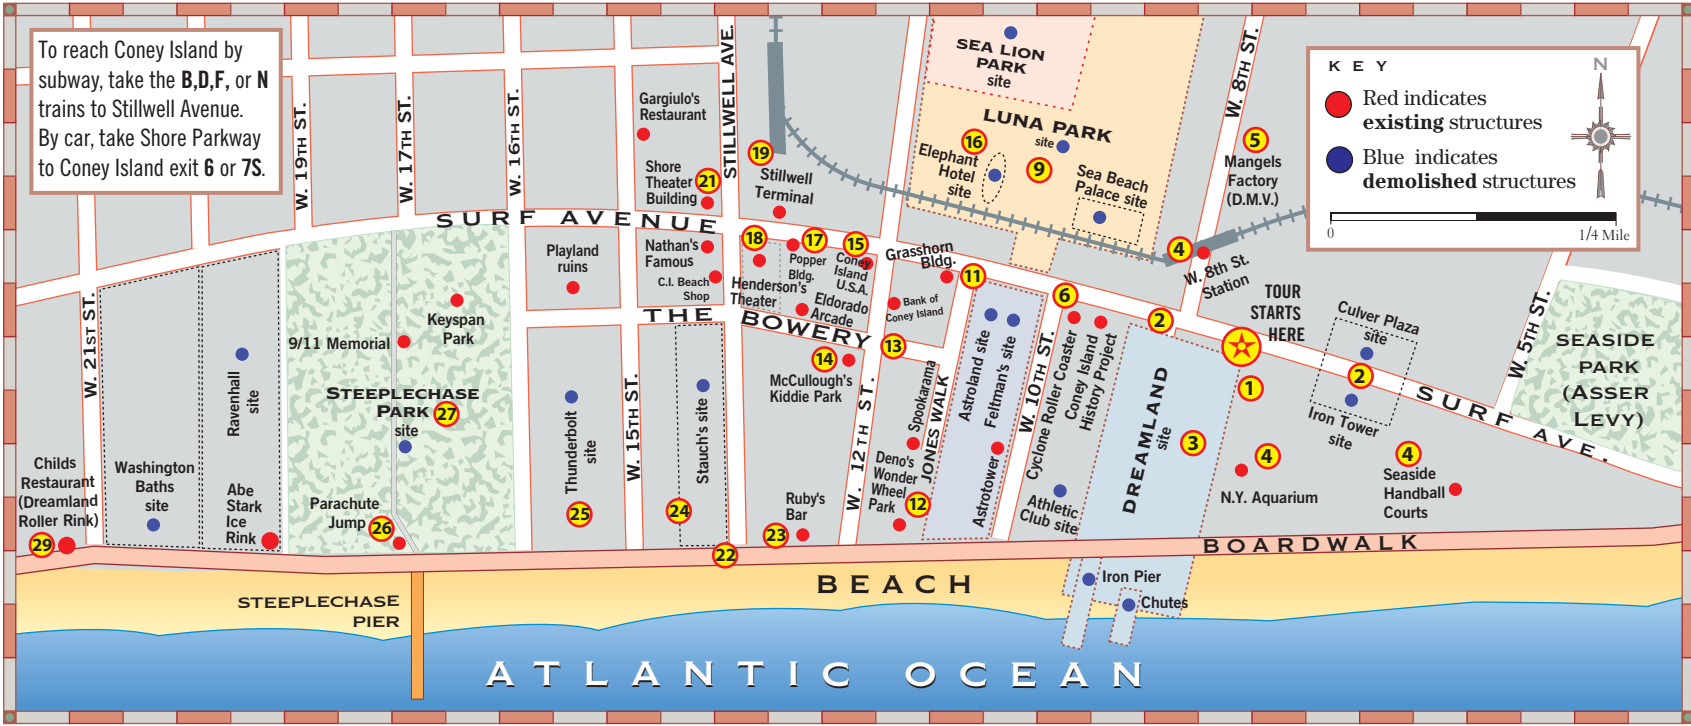 To reach Coney Island by
subway, take the B,D,F, or N
trains to Stillwell Avenue.
By car, take Shore Parkway
to Coney Island exit 6 or 7S.
KEY
N
Red indicates
existing structures
Blue indicates
demolished structures
0
1/4 Mile
W. 21ST ST.
W. 19TH ST.
W. 17TH ST.
W. 16TH ST.
W. 15TH ST.
STILLWELL AVE.
W. 12TH ST.
JONES WALK
W. 10TH ST.
W. 8TH ST.
W. 5TH ST.
SURF AVENUE
SURF AVE.
THE BOWERY
Gargiulo's
Restaurant
Shore
Theater
Building
21
19
Stillwell
Terminal
SEA LION
PARK
site
LUNA PARK
site
16
Elephant
Hotel
site
9
Sea Beach
Palace site
5
Mangels
Factory
(D.M.V.)
4
W. 8th St.
Station
Playland
ruins
Nathan's
Famous
C.I. Beach
Shop
18
Henderson's
Theater
17
Popper
Bldg.
15
Coney
Island
U.S.A.
Eldorado
Arcade
Grasshorn
Bldg.
Bank of
Coney Island
11
6
2
TOUR
STARTS
HERE
1
Culver Plaza
site
2
Iron Tower
site
SEASIDE
PARK
(ASSER
LEVY)
Keyspan
Park
9/11 Memorial
STEEPLECHASE
PARK
27
site
Parachute
Jump
26
Ravenhall
site
Washington
Baths
site
Abe
Stark
Ice
Rink
Childs
Restaurant
(Dreamland
Roller Rink)
29
Thunderbolt
site
25
Stauch's site
24
14
McCullough's
Kiddie Park
13
Ruby's
Bar
23
22
Spookarama
Deno's
Wonder
Wheel
Park
12
Astroland site
Feltman's site
Astrotower
Cyclone Roller Coaster
Coney Island
History Project
Athletic
Club site
DREAMLAND
site
3
4
N.Y. Aquarium
4
Seaside
Handball
Courts
BOARDWALK
BEACH
Iron Pier
Chutes
STEEPLECHASE
PIER
ATLANTIC OCEAN